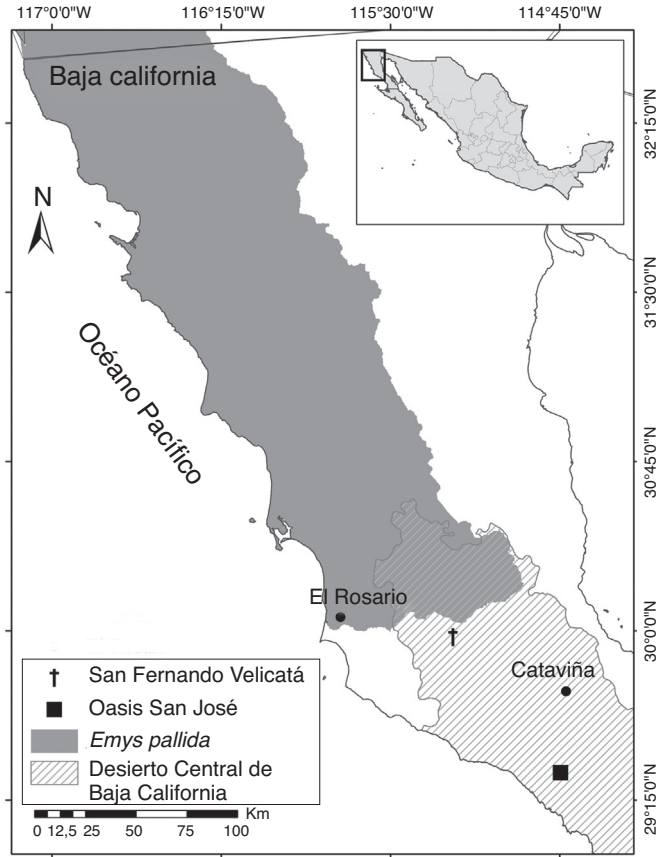 117°0'0"W 116°15'0"W 115°30'0"W 114°45'0"W
Baja california
32°15'0"N
N
31°30'0"N
Océano Pacífico
30°45'0"N
El Rosario
30°0'0"N
San Fernando Velicatá
Cataviña
Oasis San José
Emys pallida
Desierto Central de
Baja California
29°15'0"N
Km
0 12,5 25 50 75 100